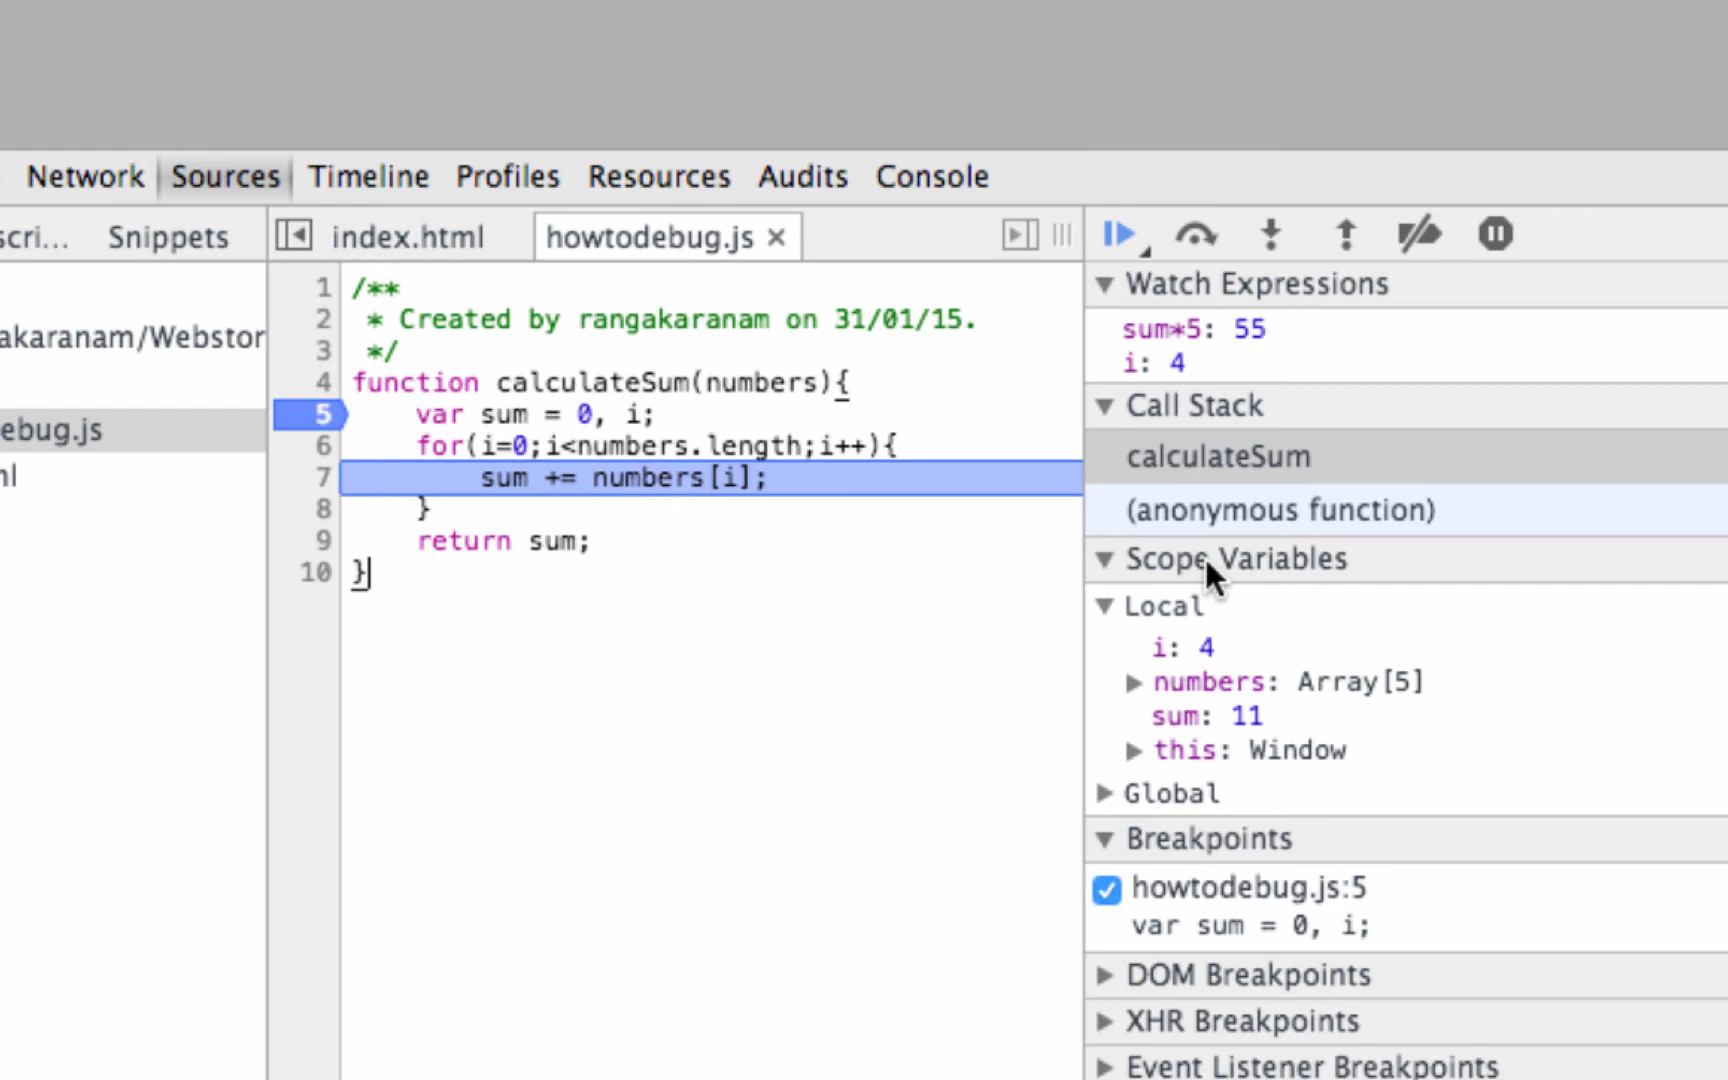 Network Sources Timeline Profiles Resources Audits Console
scri... Snippets
index.html howtodebug.js ×
akaranam/Webstor
ebug.js
ml
1 /**
2 * Created by rangakaranam on 31/01/15.
3 */
4 function calculateSum(numbers){
5 var sum = 0, i;
6 for(i=0;i<numbers.length;i++){
7 sum += numbers[i];
8 }
9 return sum;
10 }
Watch Expressions
sum*5: 55
i: 4
Call Stack
calculateSum
(anonymous function)
Scope Variables
Local
i: 4
numbers: Array[5]
sum: 11
this: Window
Global
Breakpoints
howtodebug.js:5
var sum = 0, i;
DOM Breakpoints
XHR Breakpoints
Event Listener Breakpoints